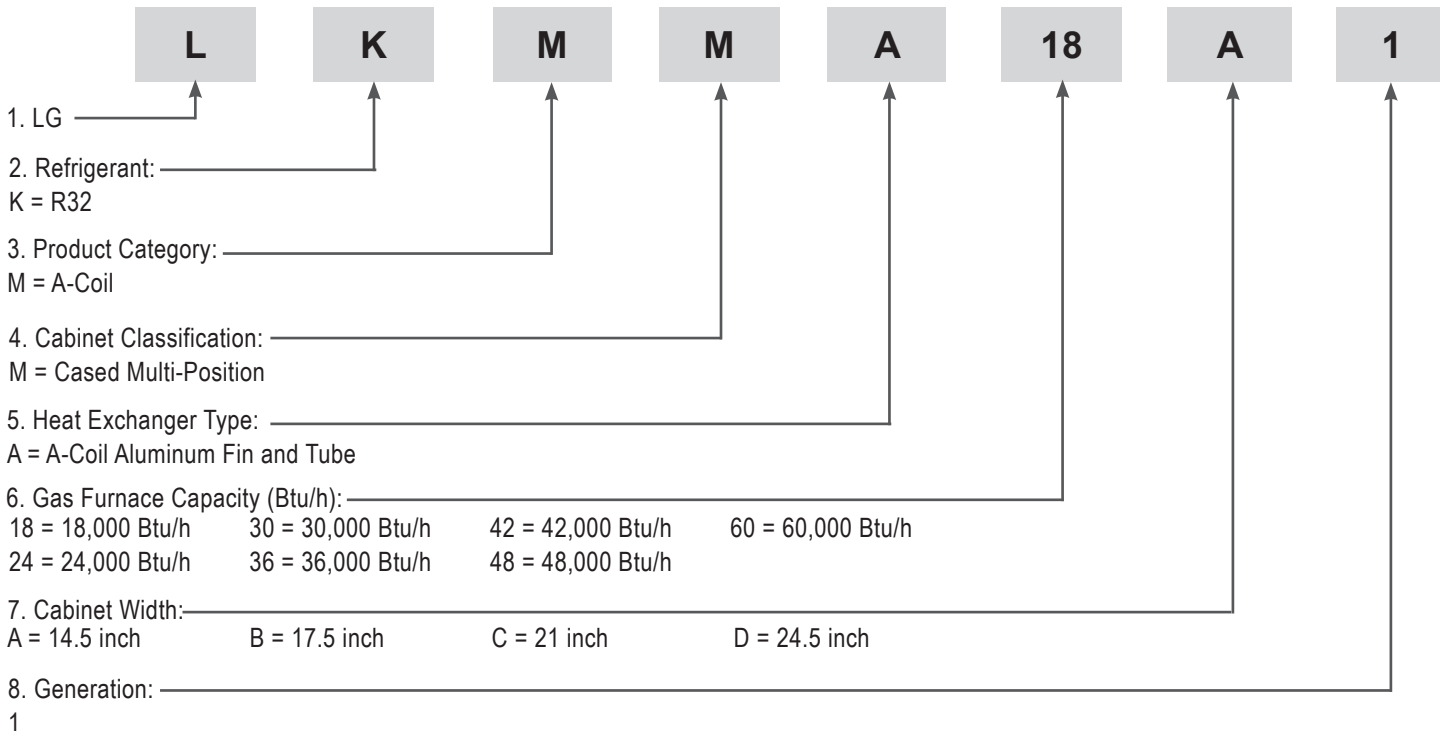 L K M M A 18 A 1
1. LG
2. Refrigerant:
K = R32
3. Product Category:
M = A-Coil
4. Cabinet Classification:
M = Cased Multi-Position
5. Heat Exchanger Type:
A = A-Coil Aluminum Fin and Tube
6. Gas Furnace Capacity (Btu/h):
18 = 18,000 Btu/h 30 = 30,000 Btu/h 42 = 42,000 Btu/h 60 = 60,000 Btu/h
24 = 24,000 Btu/h 36 = 36,000 Btu/h 48 = 48,000 Btu/h
7. Cabinet Width:
A = 14.5 inch B = 17.5 inch C = 21 inch D = 24.5 inch
8. Generation:
1